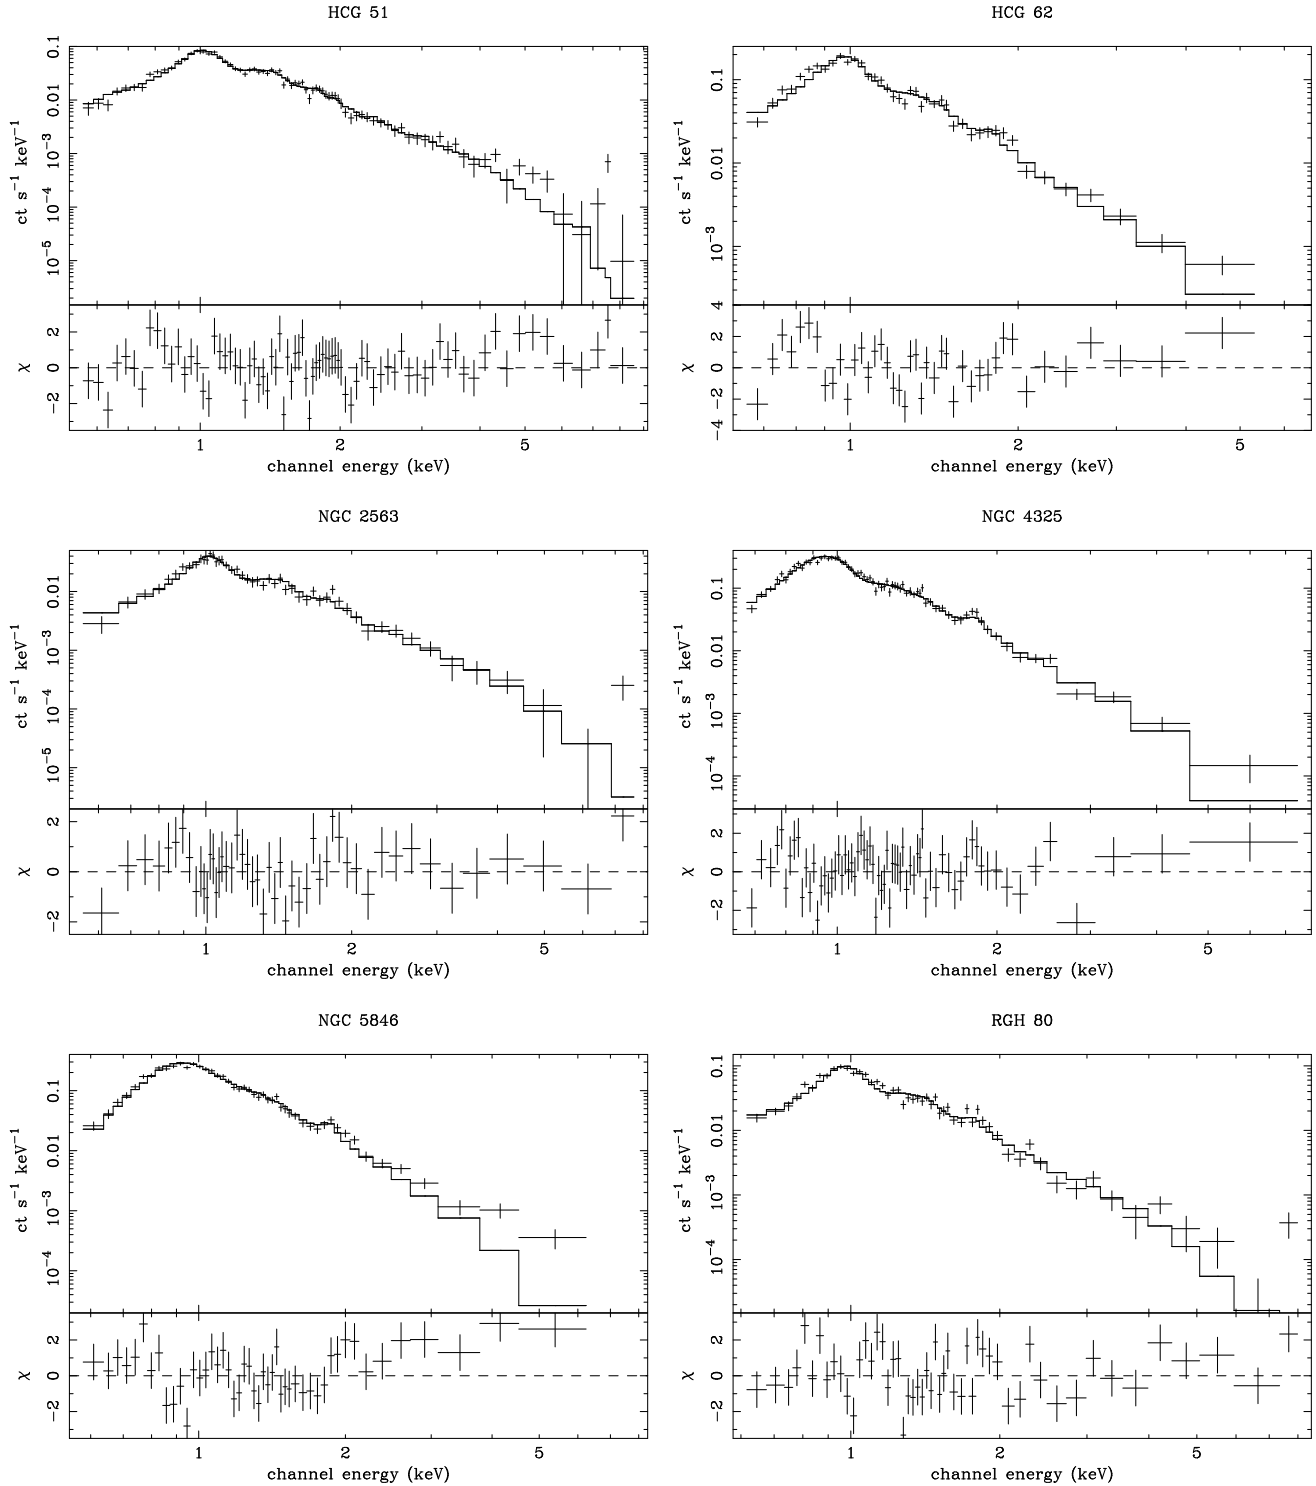 HCG 51
ct s⁻¹ keV⁻¹
0.1
0.01
10⁻³
10⁻⁴
10⁻⁵
χ
2
0
−2
1 2 5
channel energy (keV)
HCG 62
ct s⁻¹ keV⁻¹
0.1
0.01
10⁻³
χ
4
2
0
−2
−4
1 2 5
channel energy (keV)
NGC 2563
ct s⁻¹ keV⁻¹
0.01
10⁻³
10⁻⁴
10⁻⁵
χ
2
0
−2
1 2 5
channel energy (keV)
NGC 4325
ct s⁻¹ keV⁻¹
0.1
0.01
10⁻³
10⁻⁴
χ
2
0
−2
1 2 5
channel energy (keV)
NGC 5846
ct s⁻¹ keV⁻¹
0.1
0.01
10⁻³
10⁻⁴
χ
2
0
−2
1 2 5
channel energy (keV)
RGH 80
ct s⁻¹ keV⁻¹
0.1
0.01
10⁻³
10⁻⁴
χ
2
0
−2
1 2 5
channel energy (keV)